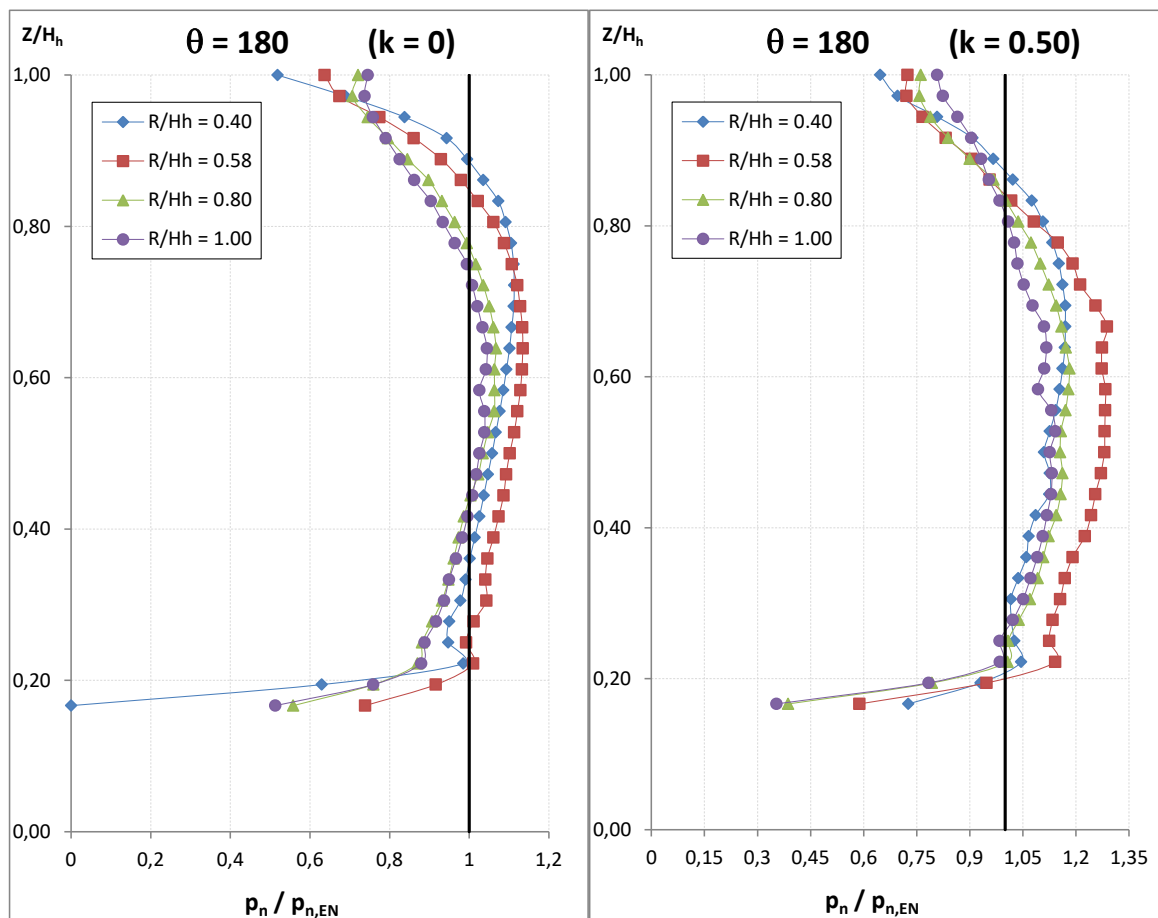 Z/Hh
θ = 180 (k = 0)
1,00
R/Hh = 0.40
R/Hh = 0.58
R/Hh = 0.80
R/Hh = 1.00
0,80
0,60
0,40
0,20
0,00
0 0,2 0,4 0,6 0,8 1 1,2
pn / pn,EN
Z/Hh
θ = 180 (k = 0.50)
1,00
R/Hh = 0.40
R/Hh = 0.58
R/Hh = 0.80
R/Hh = 1.00
0,80
0,60
0,40
0,20
0,00
0 0,15 0,3 0,45 0,6 0,75 0,9 1,05 1,2 1,35
pn / pn,EN